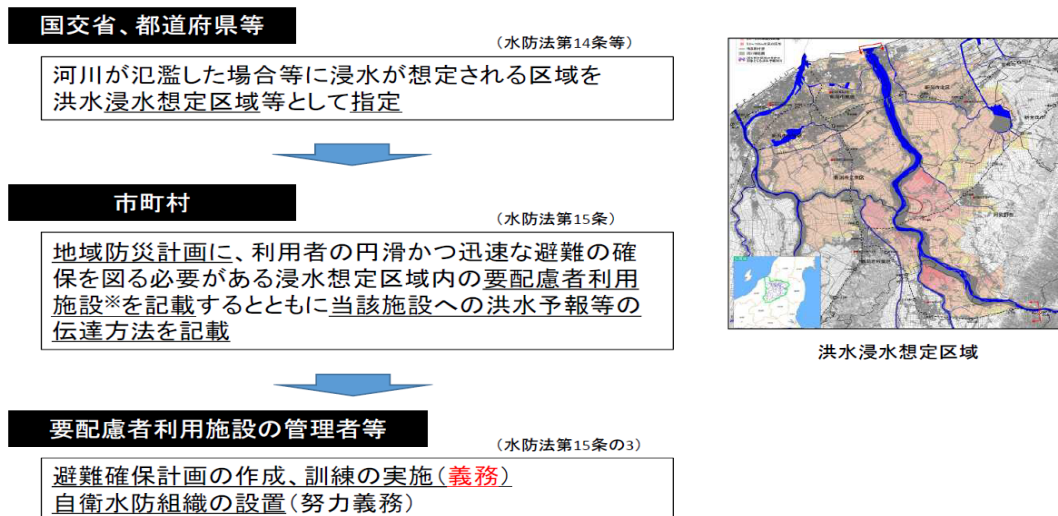 国交省、都道府県等
(水防法第14条等)
河川が氾濫した場合等に浸水が想定される区域を
洪水浸水想定区域等として指定
市町村
(水防法第15条)
地域防災計画に、利用者の円滑かつ迅速な避難の確
保を図る必要がある浸水想定区域内の要配慮者利用
施設※を記載するとともに当該施設への洪水予報等の
伝達方法を記載
要配慮者利用施設の管理者等
(水防法第15条の3)
避難確保計画の作成、訓練の実施(義務)
自衛水防組織の設置(努力義務)
洪水浸水想定区域